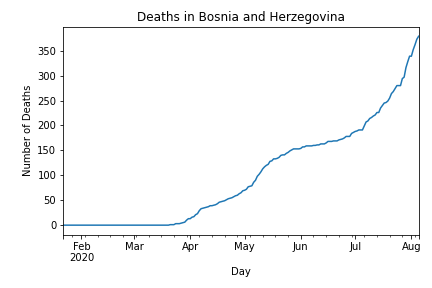 Deaths in Bosnia and Herzegovina
Number of Deaths
350
300
250
200
150
100
50
0
Feb Mar Apr May Jun Jul Aug
2020
Day